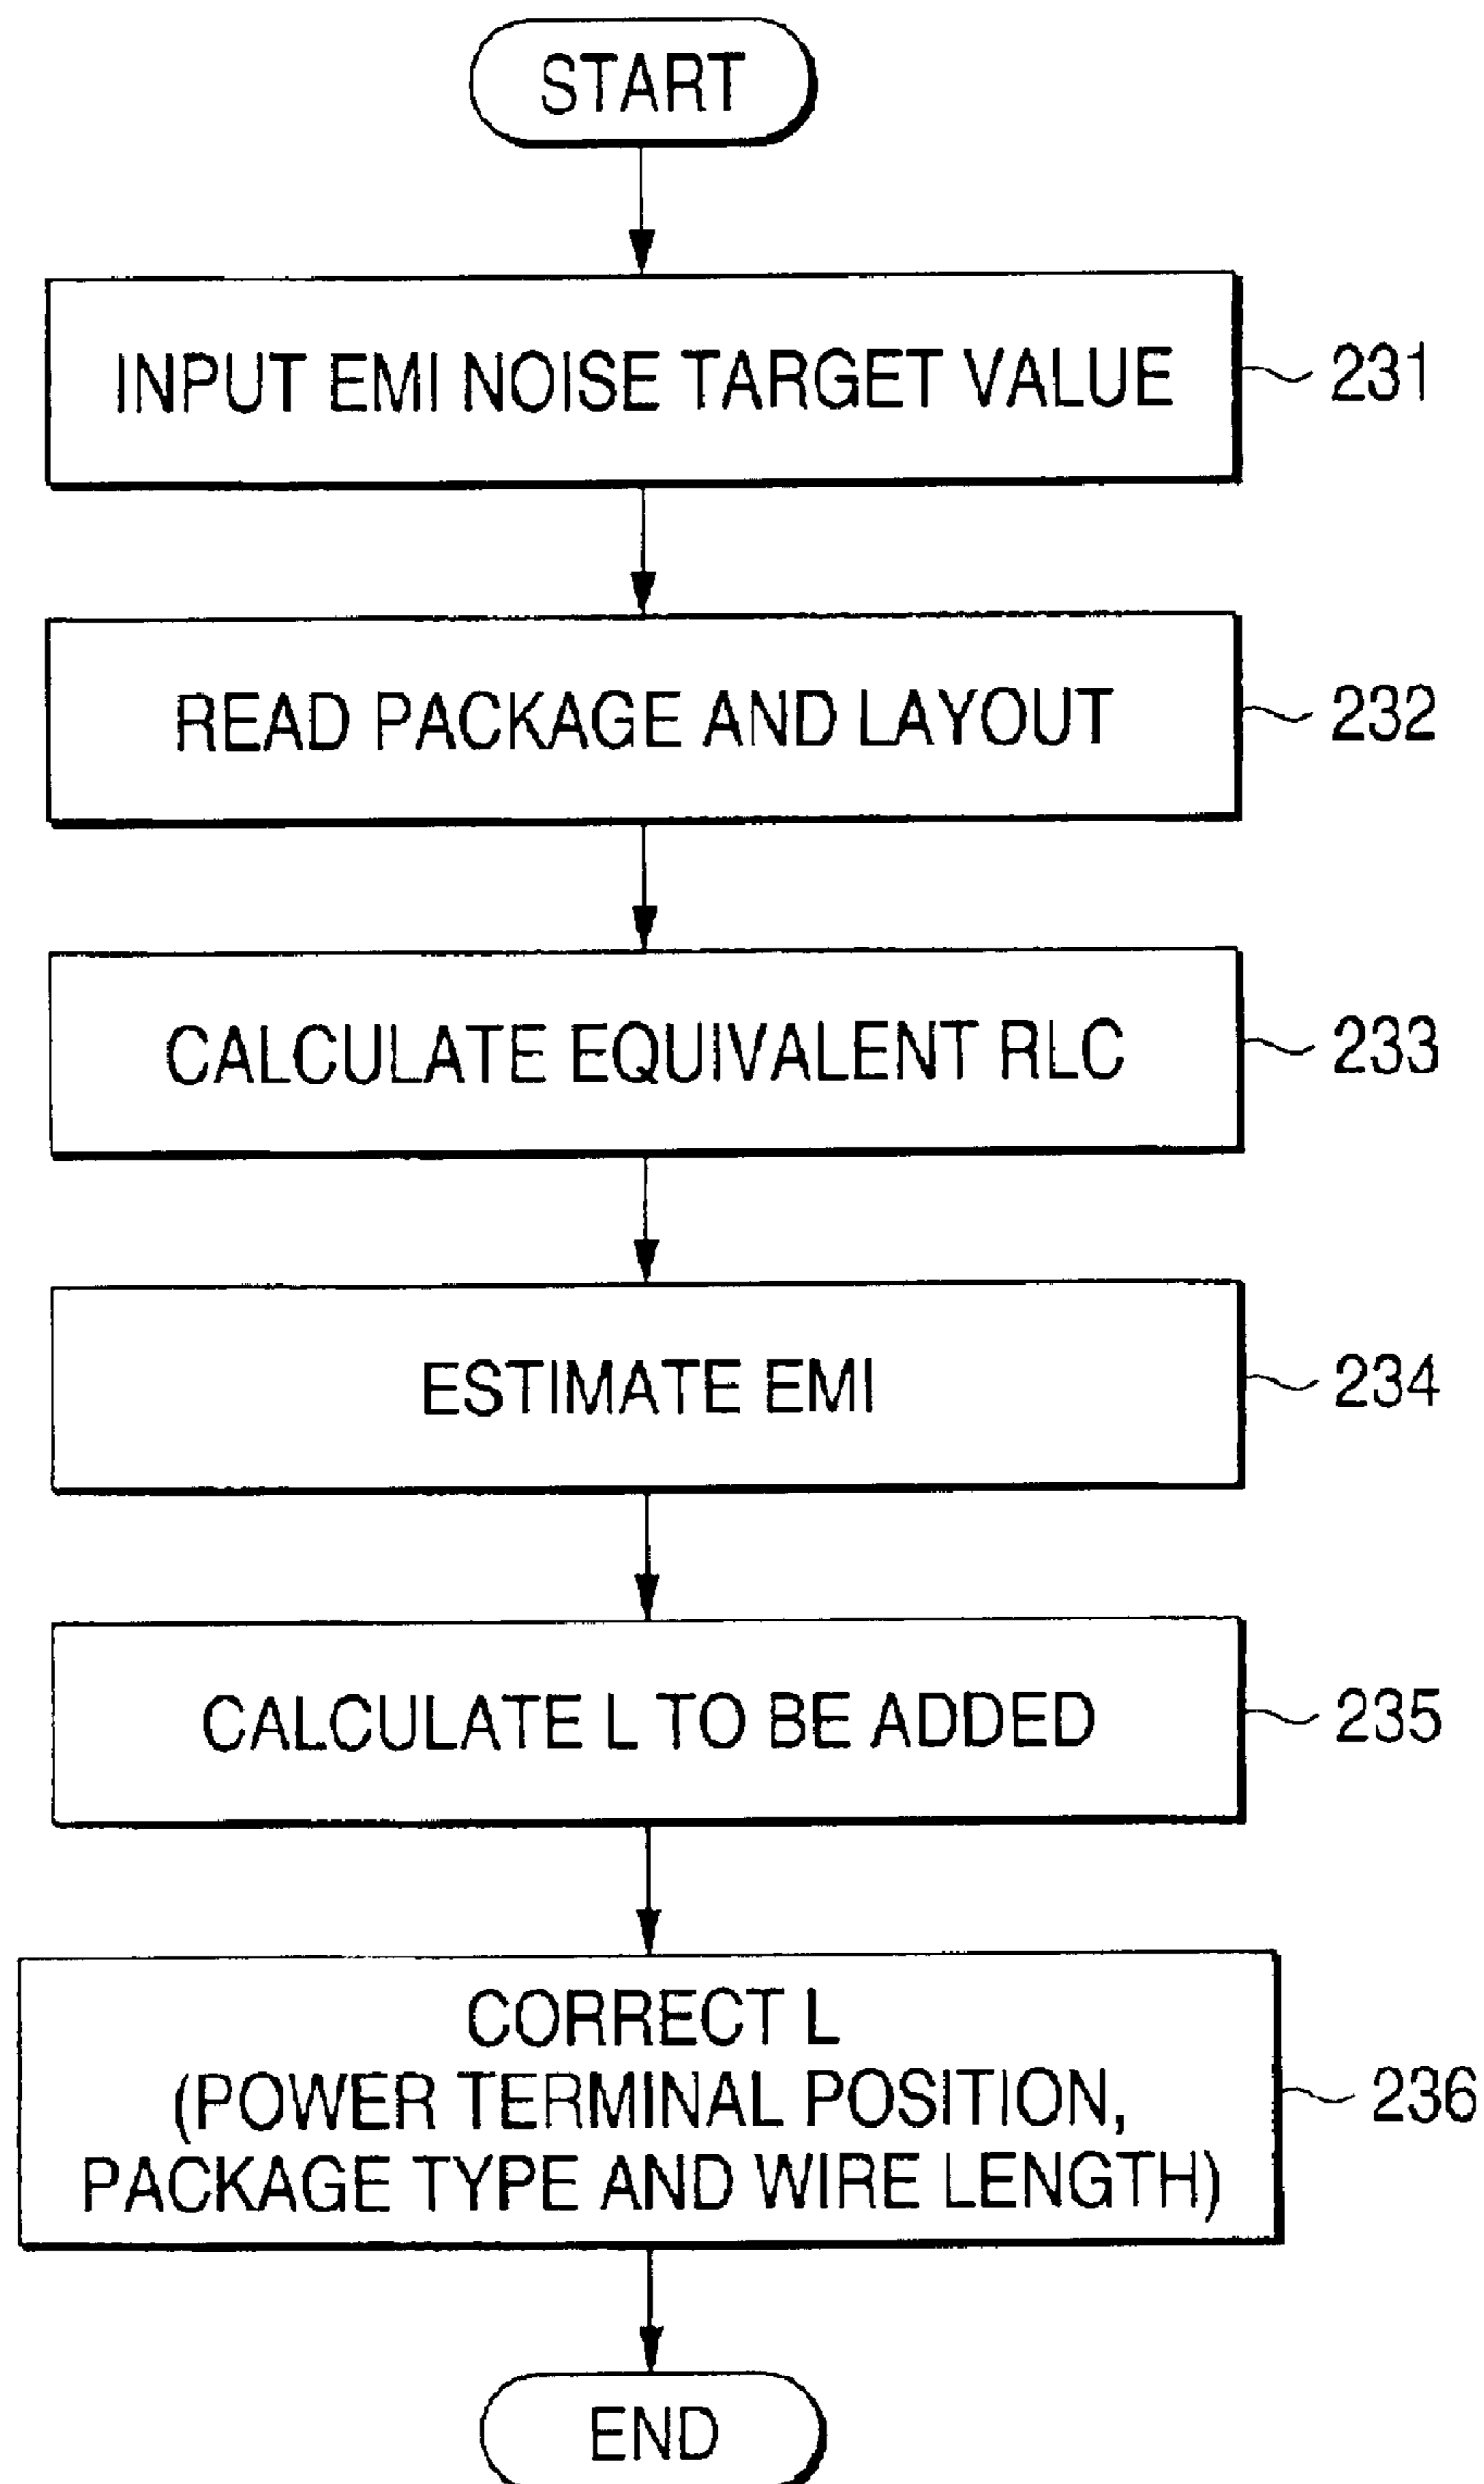 START
INPUT EMI NOISE TARGET VALUE
231
READ PACKAGE AND LAYOUT
232
CALCULATE EQUIVALENT RLC
233
ESTIMATE EMI
234
CALCULATE L TO BE ADDED
235
CORRECT L
(POWER TERMINAL POSITION,
PACKAGE TYPE AND WIRE LENGTH)
236
END